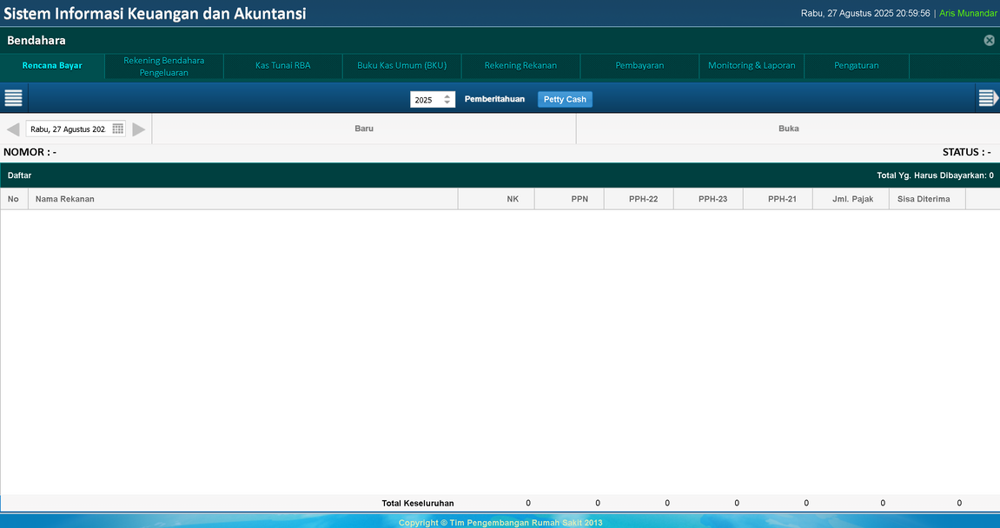 Sistem Informasi Keuangan dan Akuntansi
Rabu, 27 Agustus 2025 20:59:56 | Aris Munandar
Bendahara
Rencana Bayar
Rekening Bendahara
Pengeluaran
Kas Tunai RBA
Buku Kas Umum (BKU)
Rekening Rekanan
Pembayaran
Monitoring & Laporan
Pengaturan
2025 Pemberitahuan Petty Cash
Rabu, 27 Agustus 202 Baru Buka
NOMOR : - STATUS : -
Daftar Total Yg. Harus Dibayarkan: 0
No Nama Rekanan NK PPN PPH-22 PPH-23 PPH-21 Jml. Pajak Sisa Diterima
Total Keseluruhan 0 0 0 0 0 0 0
Copyright © Tim Pengembangan Rumah Sakit 2013